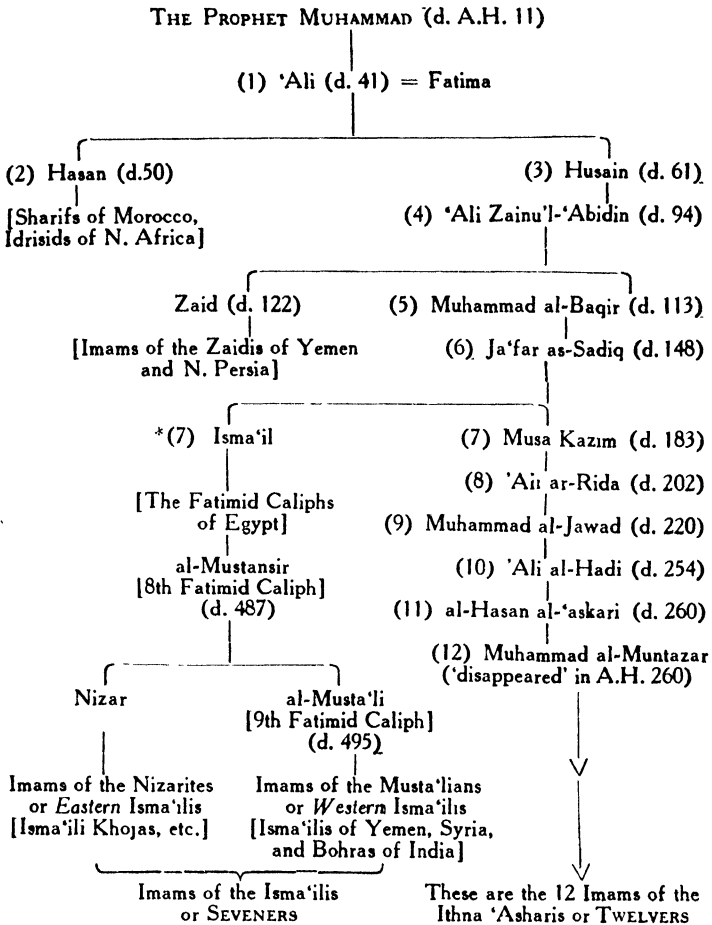 THE PROPHET MUHAMMAD (d. A.H. 11)
(1) ‘Ali (d. 41) = Fatima
(2) Hasan (d.50)
[Sharifs of Morocco,
Idrisids of N. Africa]
(3) Husain (d. 61)
(4) ‘Ali Zainu’l-‘Abidin (d. 94)
Zaid (d. 122)
[Imams of the Zaidis of Yemen
and N. Persia]
(5) Muhammad al-Baqir (d. 113)
(6) Ja‘far as-Sadiq (d. 148)
*(7) Isma‘il
[The Fatimid Caliphs
of Egypt]
al-Mustansir
[8th Fatimid Caliph]
(d. 487)
(7) Musa Kazim (d. 183)
(8) ’Ali ar-Rida (d. 202)
(9) Muhammad al-Jawad (d. 220)
(10) ’Ali al-Hadi (d. 254)
(11) al-Hasan al-‘askari (d. 260)
(12) Muhammad al-Muntazar
(‘disappeared’ in A.H. 260)
Nizar
Imams of the Nizarites
or Eastern Isma‘ilis
[Isma‘ili Khojas, etc.]
al-Musta‘li
[9th Fatimid Caliph]
(d. 495)
Imams of the Musta‘lians
or Western Isma‘ilis
[Isma‘ilis of Yemen, Syria,
and Bohras of India]
Imams of the Isma‘ilis
or SEVENERS
These are the 12 Imams of the
Ithna ‘Asharis or TWELVERS